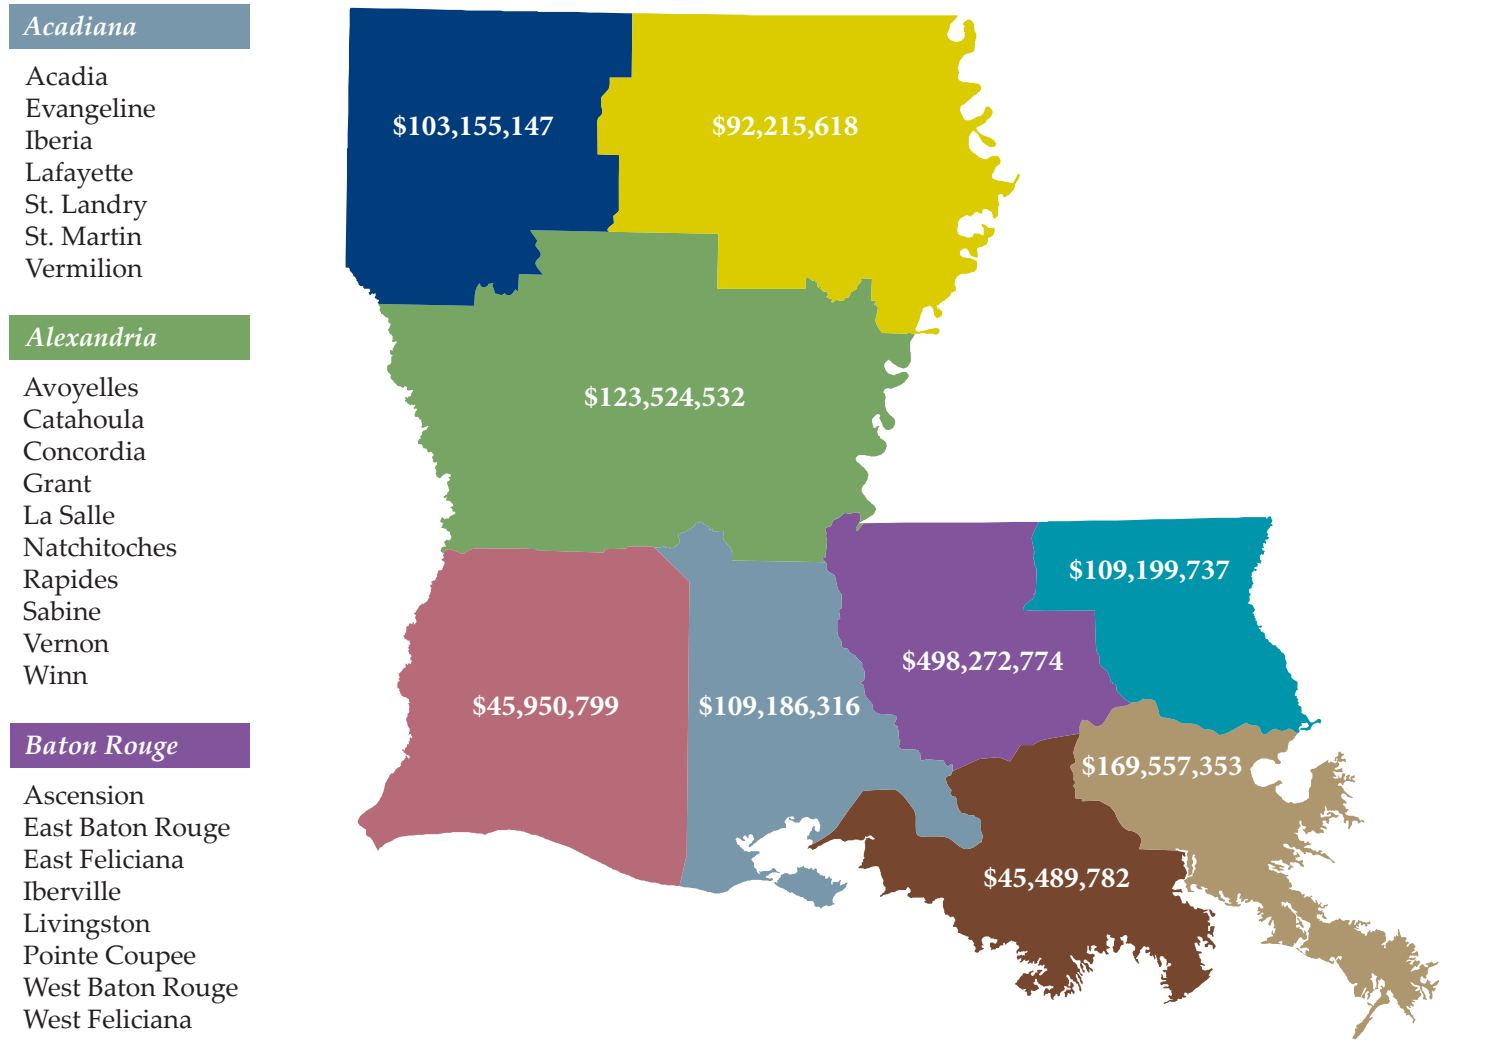 Acadiana
Acadia
Evangeline
Iberia
Lafayette
St. Landry
St. Martin
Vermilion
Alexandria
Avoyelles
Catahoula
Concordia
Grant
La Salle
Natchitoches
Rapides
Sabine
Vernon
Winn
Baton Rouge
Ascension
East Baton Rouge
East Feliciana
Iberville
Livingston
Pointe Coupee
West Baton Rouge
West Feliciana
$103,155,147
$92,215,618
$123,524,532
$109,199,737
$498,272,774
$45,950,799
$109,186,316
$169,557,353
$45,489,782